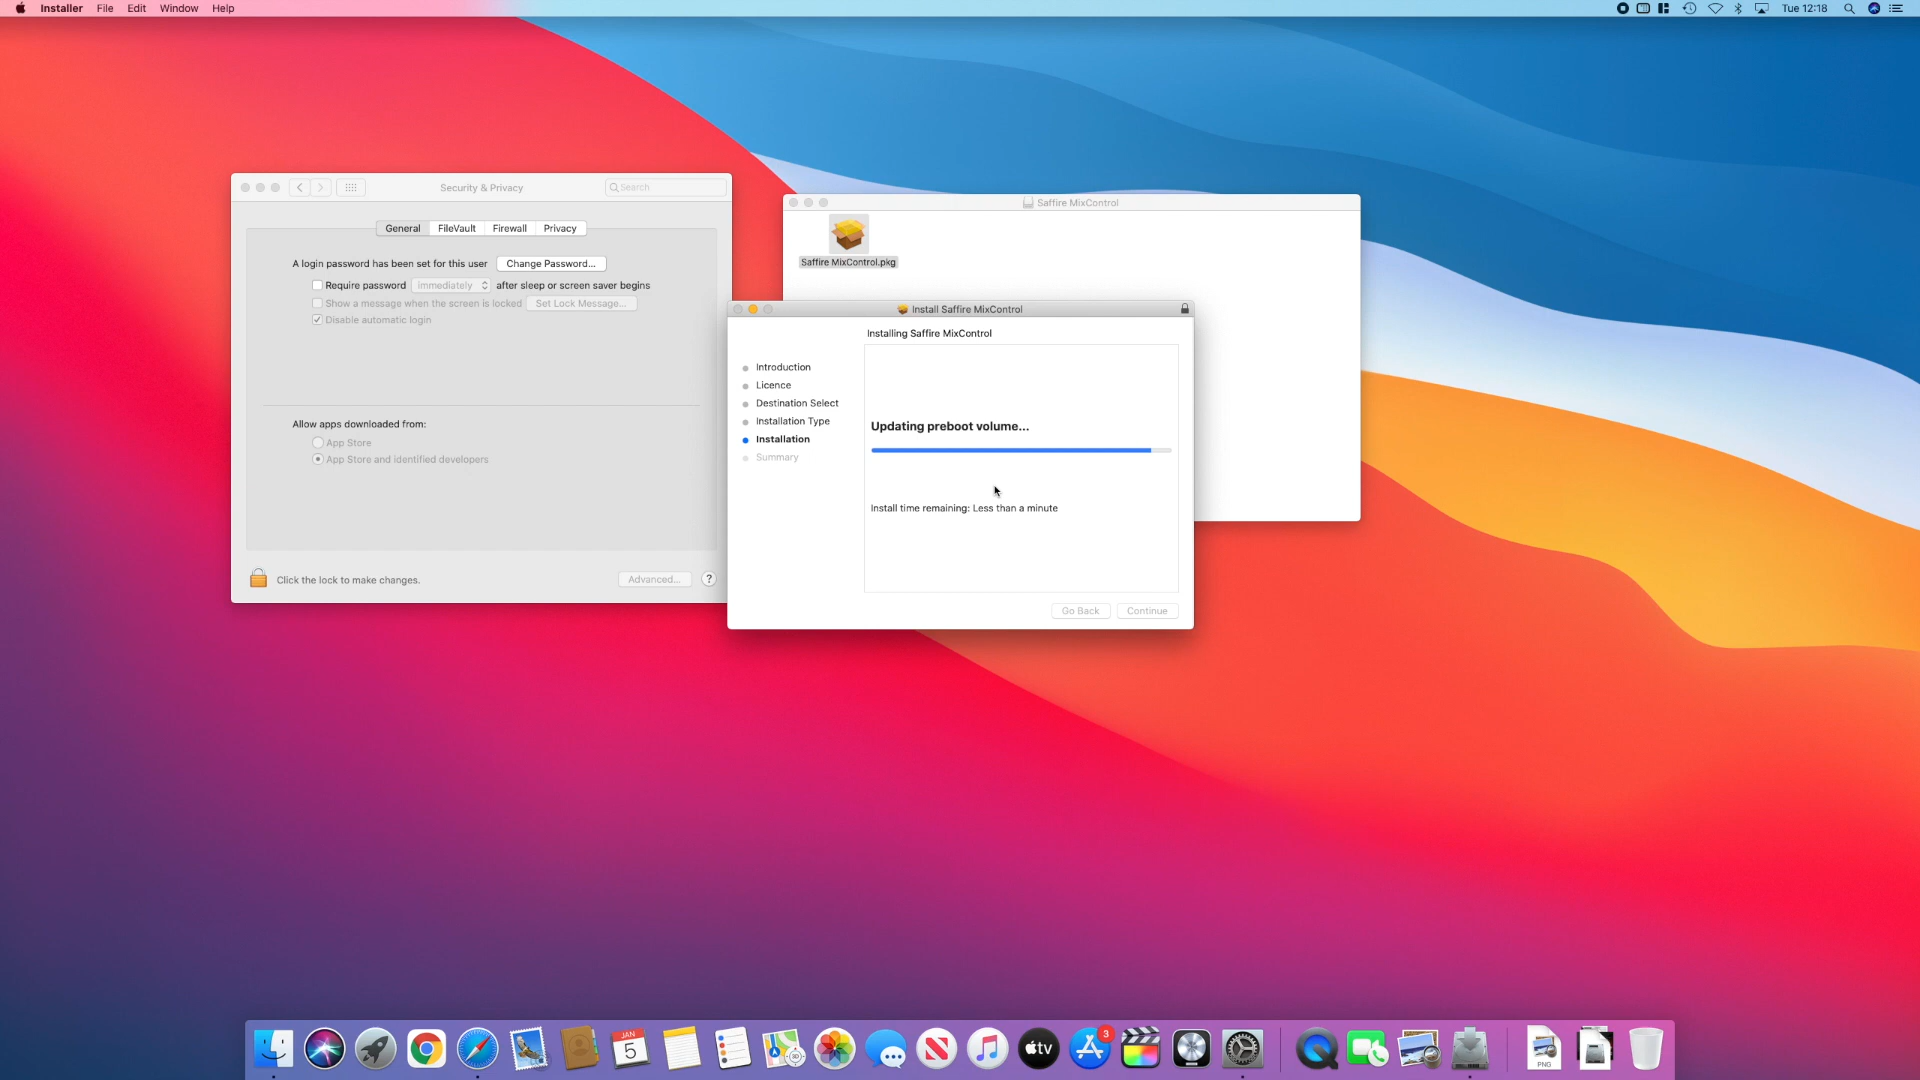 Installer File Edit Window Help
Tue 12:18
Security & Privacy
Search
General FileVault Firewall Privacy
A login password has been set for this user Change Password...
Require password immediately after sleep or screen saver begins
Show a message when the screen is locked Set Lock Message...
Disable automatic login
Allow apps downloaded from:
App Store
App Store and identified developers
Click the lock to make changes.
Advanced... ?
Saffire MixControl
Saffire MixControl.pkg
Install Saffire MixControl
Installing Saffire MixControl
Introduction
Licence
Destination Select
Installation Type
Installation
Summary
Updating preboot volume...
Install time remaining: Less than a minute
Go Back Continue
JAN
5
tv
3
PNG